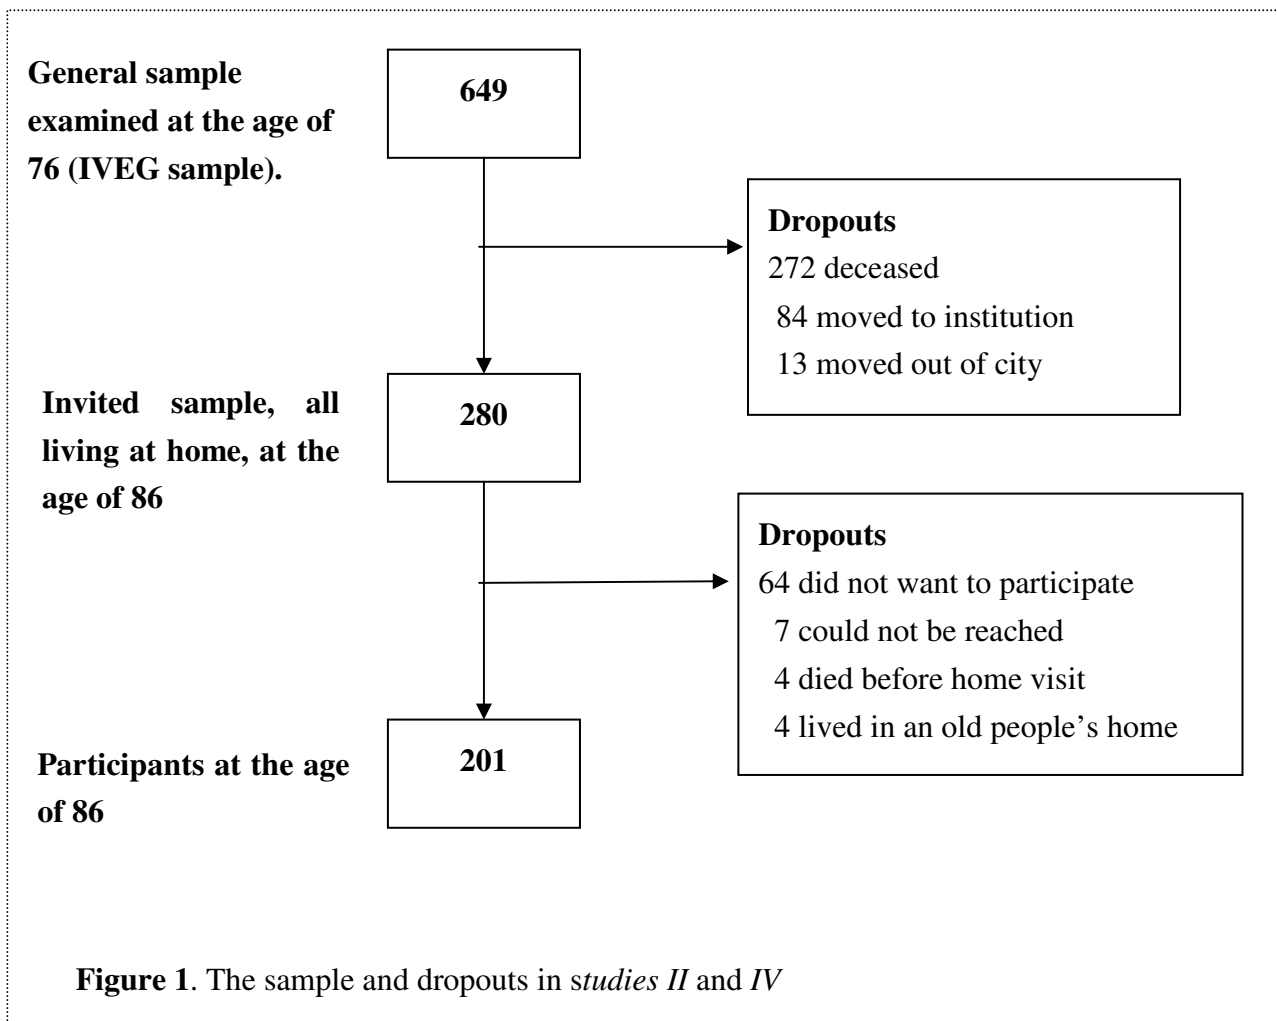 General sample
examined at the age of
76 (IVEG sample).
649
Dropouts
272 deceased
84 moved to institution
13 moved out of city
Invited sample, all
living at home, at the
age of 86
280
Dropouts
64 did not want to participate
7 could not be reached
4 died before home visit
4 lived in an old people’s home
Participants at the age
of 86
201
Figure 1. The sample and dropouts in studies II and IV